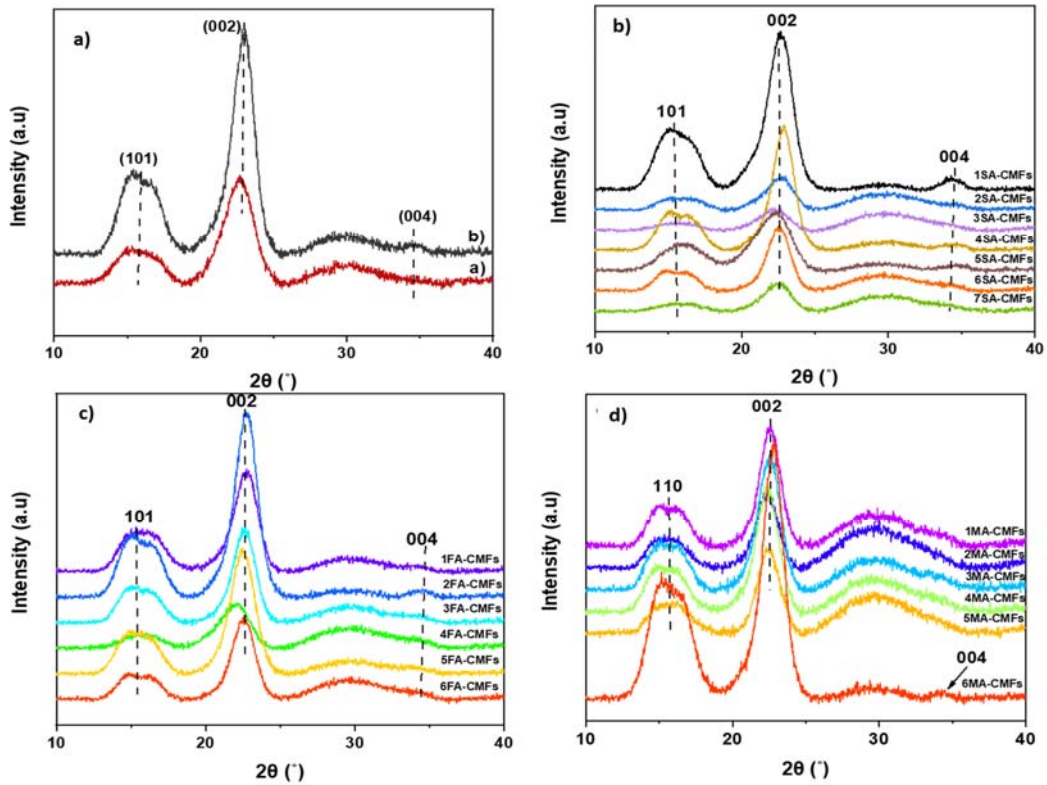 a)
(002)
(101)
(004)
b)
a)
Intensity (a.u)
10 20 30 40
2θ (°)
b)
002
101
004
1SA-CMFs
2SA-CMFs
3SA-CMFs
4SA-CMFs
5SA-CMFs
6SA-CMFs
7SA-CMFs
Intensity (a.u)
10 20 30 40
2θ (°)
c)
002
101
004
1FA-CMFs
2FA-CMFs
3FA-CMFs
4FA-CMFs
5FA-CMFs
6FA-CMFs
Intensity (a.u)
10 20 30 40
2θ (°)
d)
002
110
1MA-CMFs
2MA-CMFs
3MA-CMFs
4MA-CMFs
5MA-CMFs
004
6MA-CMFs
Intensity (a.u)
10 20 30 40
2θ (°)